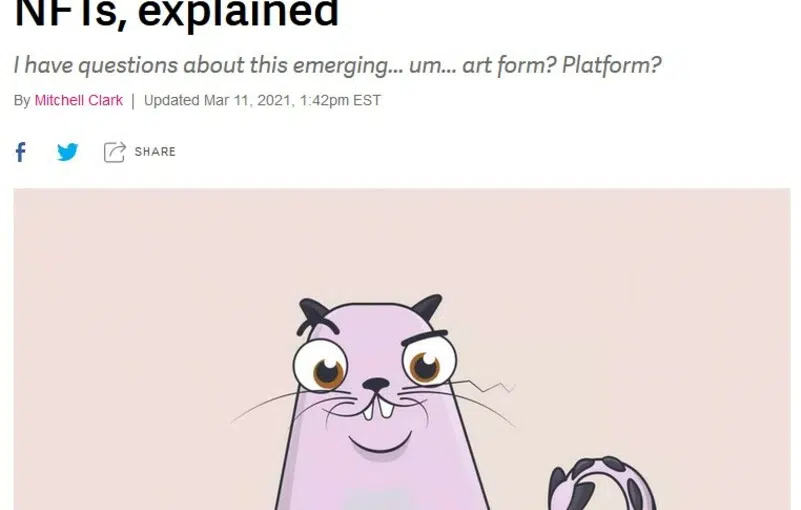 NFTs, explained
I have questions about this emerging... um... art form? Platform?
By Mitchell Clark | Updated Mar 11, 2021, 1:42pm EST
SHARE